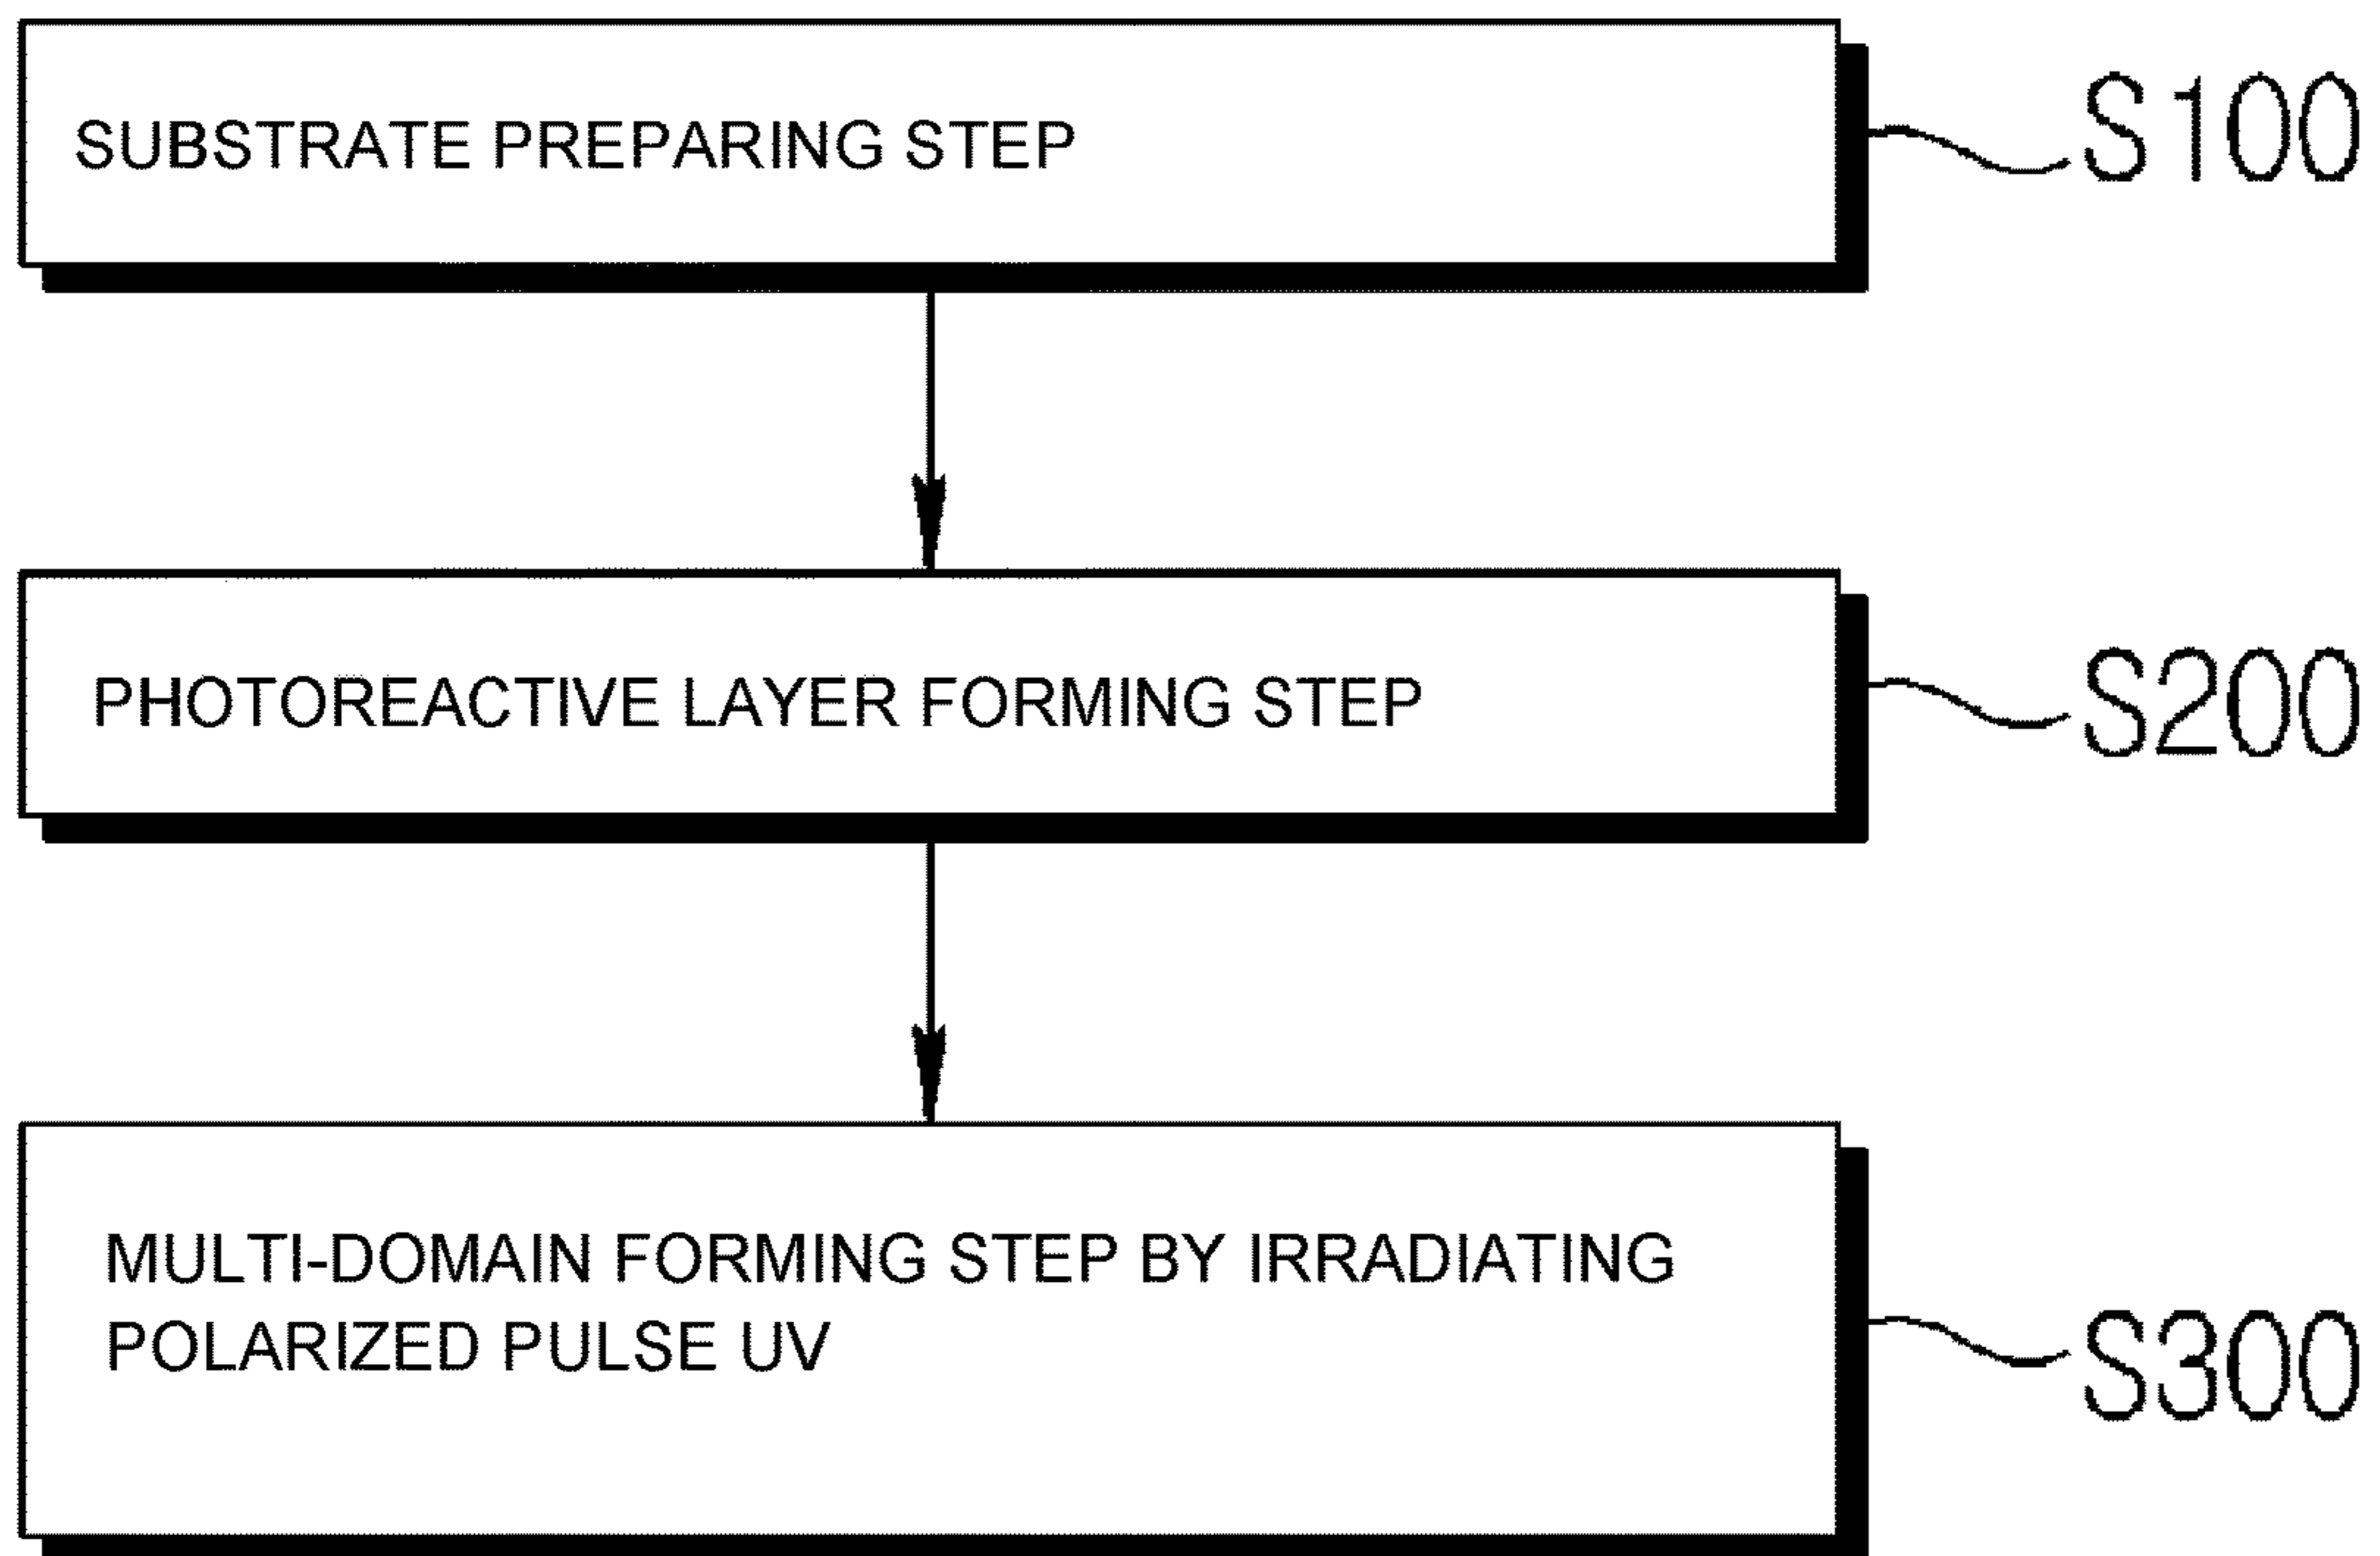 SUBSTRATE PREPARING STEP
S100
PHOTOREACTIVE LAYER FORMING STEP
S200
MULTI-DOMAIN FORMING STEP BY IRRADIATING
POLARIZED PULSE UV
S300